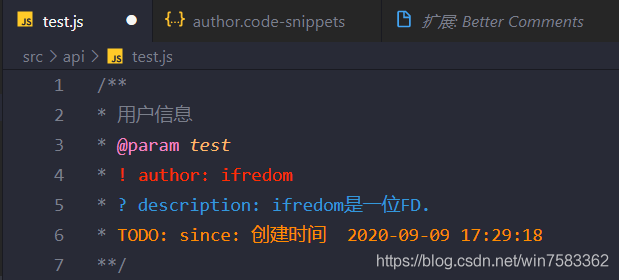 JS test.js
{..} author.code-snippets
扩展: Better Comments
src > api > JS test.js
1 /**
2 * 用户信息
3 * @param test
4 * ! author: ifredom
5 * ? description: ifredom是一位FD.
6 * TODO: since: 创建时间 2020-09-09 17:29:18
7 **/
https://blog.csdn.net/win7583362